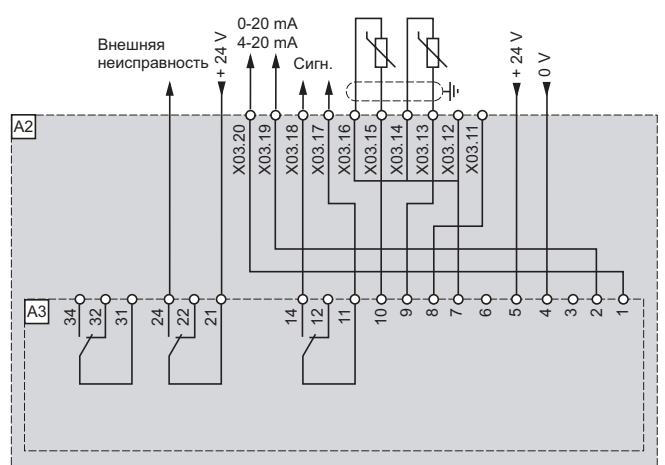 0-20 mA
4-20 mA
Внешняя
неисправность
+ 24 V
Сигн.
+ 24 V
0 V
A2
X03.20
X03.19
X03.18
X03.17
X03.16
X03.15
X03.14
X03.13
X03.12
X03.11
A3
34
32
31
24
22
21
14
12
11
10
9
8
7
6
5
4
3
2
1